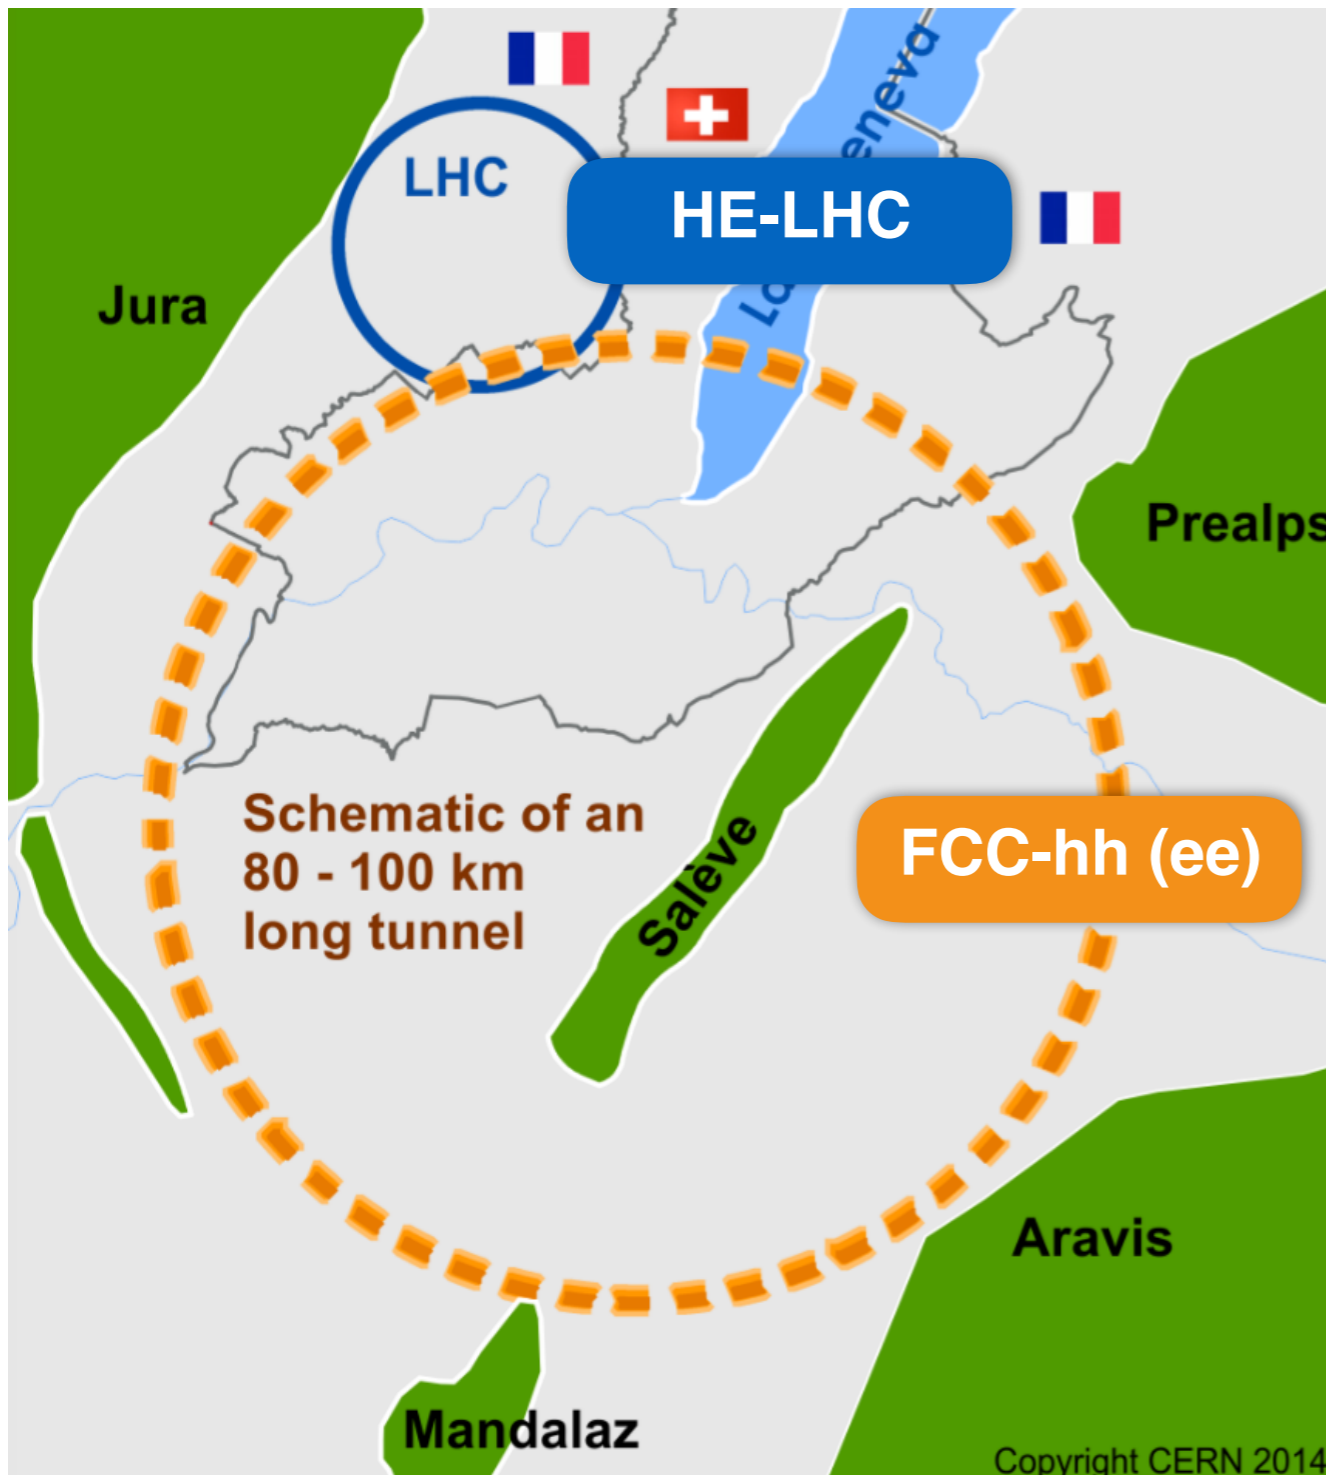 LHC
HE-LHC
Jura
Prealps
Schematic of an
80 - 100 km
long tunnel
Salève
FCC-hh (ee)
Aravis
Mandalaz
Copyright CERN 2014